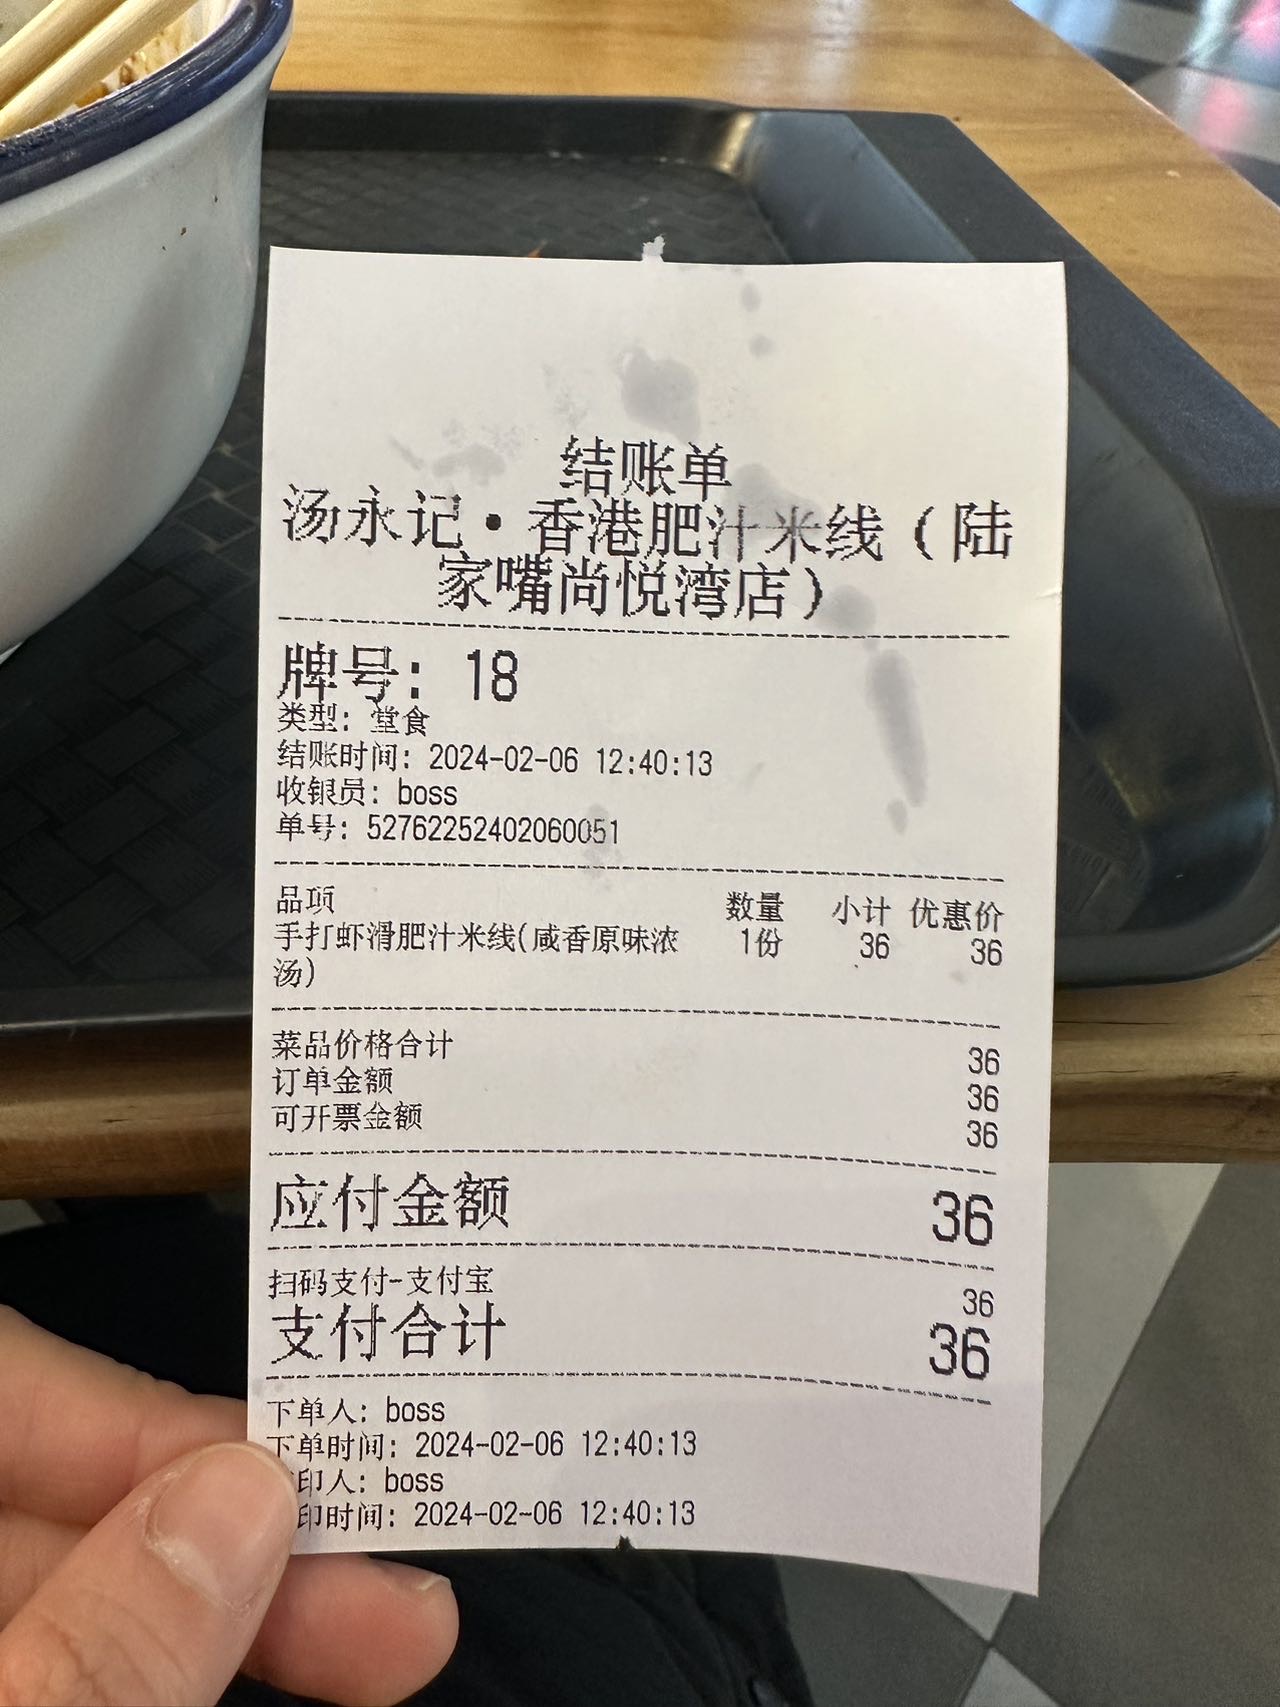 结账单
汤永记·香港肥汁米线（陆
家嘴尚悦湾店）
牌号: 18
类型: 堂食
结账时间: 2024-02-06 12:40:13
收银员: boss
单号: 52762252402060051
品项 数量 小计 优惠价
手打虾滑肥汁米线(咸香原味浓 1份 36 36
汤)
菜品价格合计 36
订单金额 36
可开票金额 36
应付金额 36
扫码支付-支付宝 36
支付合计 36
下单人: boss
下单时间: 2024-02-06 12:40:13
印人: boss
印时间: 2024-02-06 12:40:13